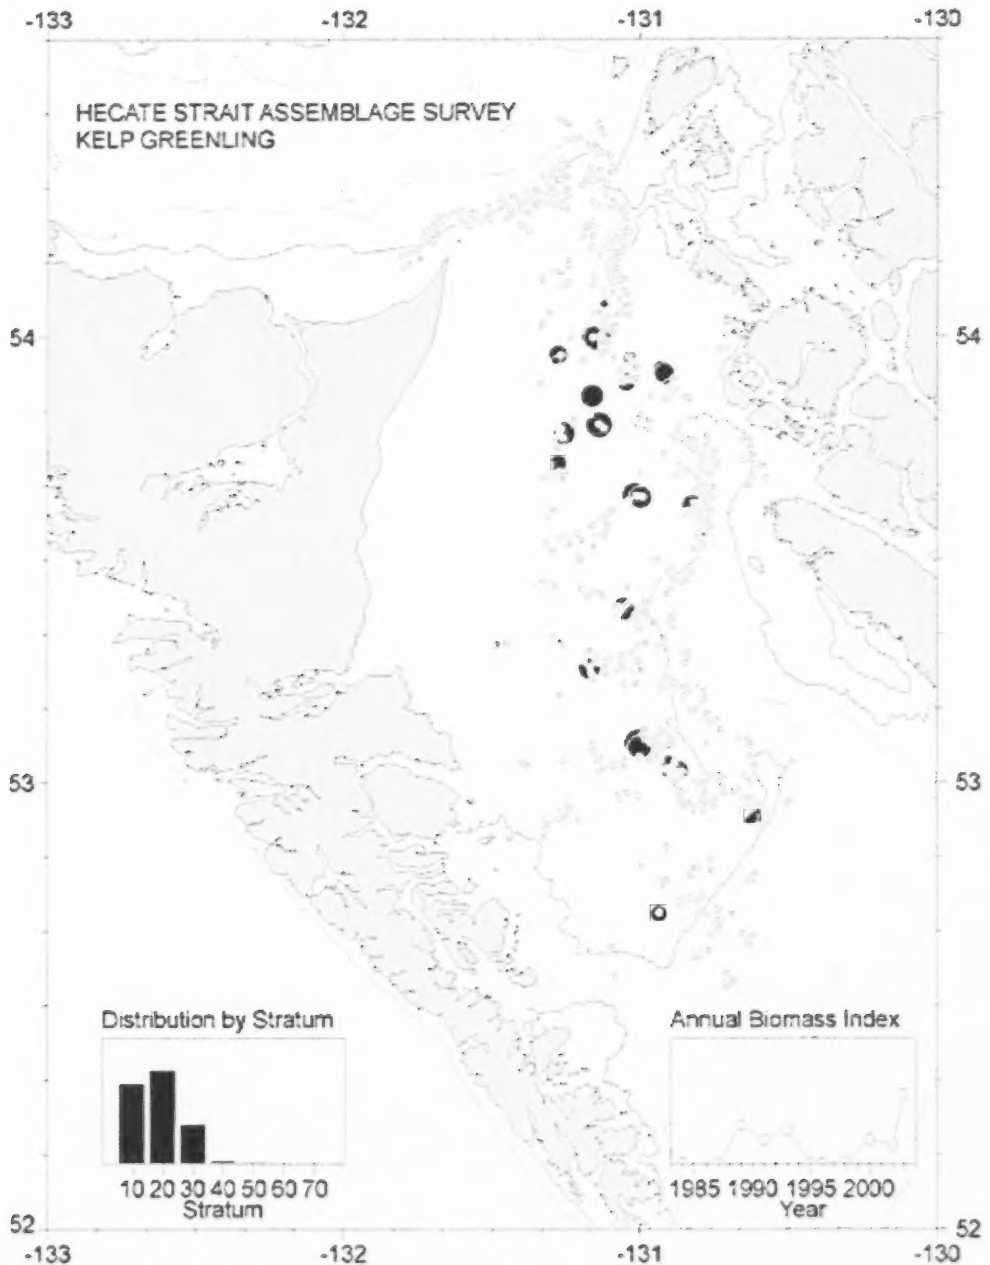 -133 -132 -131 -130
HECATE STRAIT ASSEMBLAGE SURVEY
KELP GREENLING
54 54
53 53
Distribution by Stratum Annual Biomass Index
10 20 30 40 50 60 70 1985 1990 1995 2000
Stratum Year
52 52
-133 -132 -131 -130